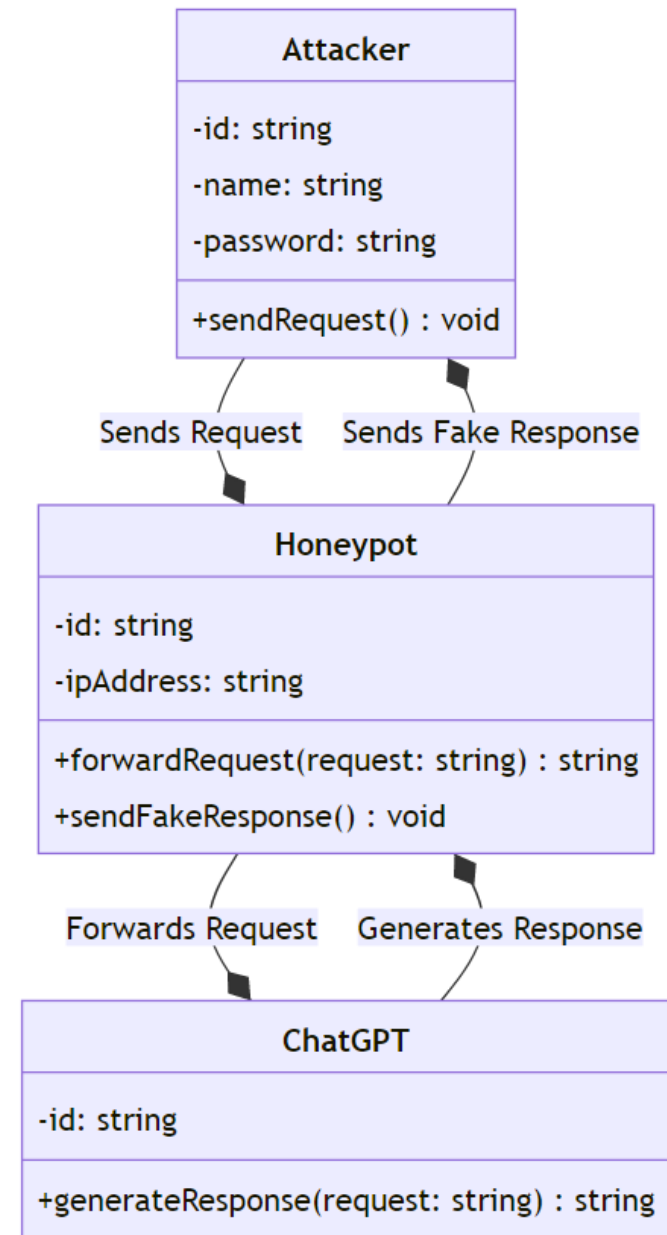 Attacker
-id: string
-name: string
-password: string
+sendRequest() : void
Sends Request
Sends Fake Response
Honeypot
-id: string
-ipAddress: string
+forwardRequest(request: string) : string
+sendFakeResponse() : void
Forwards Request
Generates Response
ChatGPT
-id: string
+generateResponse(request: string) : string